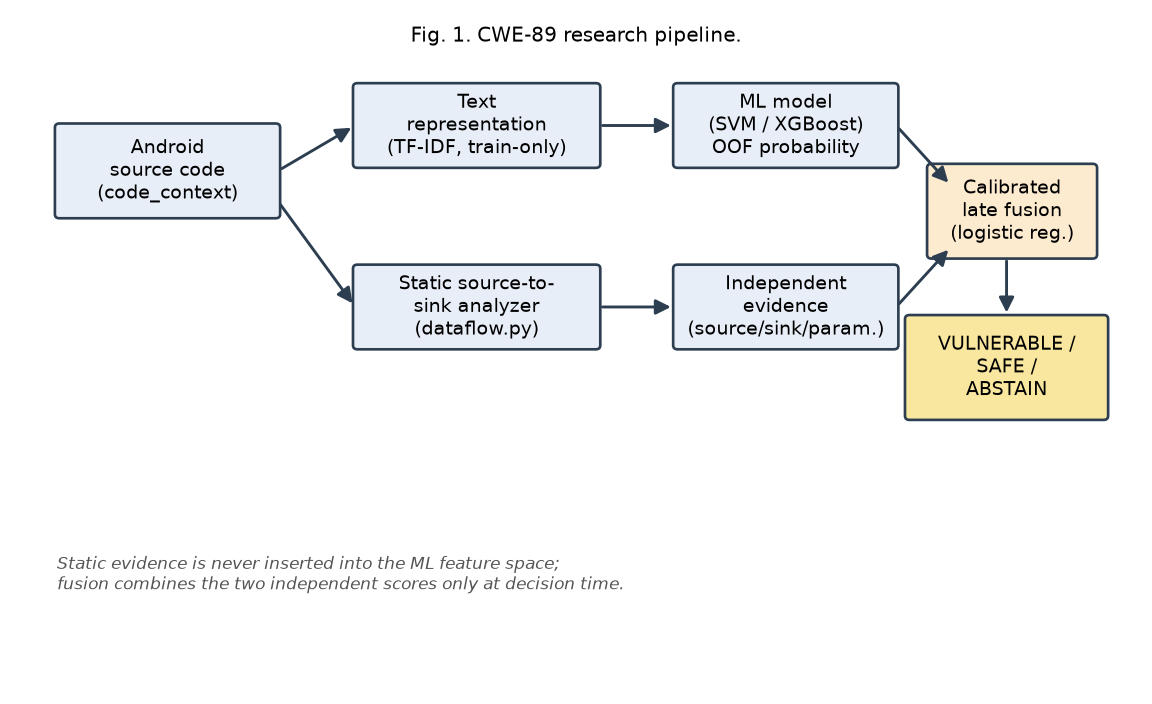 Fig. 1. CWE-89 research pipeline.
Android
source code
(code_context)
Text
representation
(TF-IDF, train-only)
ML model
(SVM / XGBoost)
OOF probability
Static source-to-
sink analyzer
(dataflow.py)
Independent
evidence
(source/sink/param.)
Calibrated
late fusion
(logistic reg.)
VULNERABLE /
SAFE /
ABSTAIN
Static evidence is never inserted into the ML feature space;
fusion combines the two independent scores only at decision time.